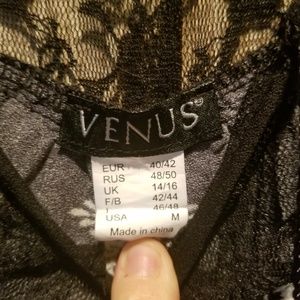 VENUS®
EUR 40/42
RUS 48/50
UK 14/16
F/B 42/44
I 46/48
USA M
Made in china